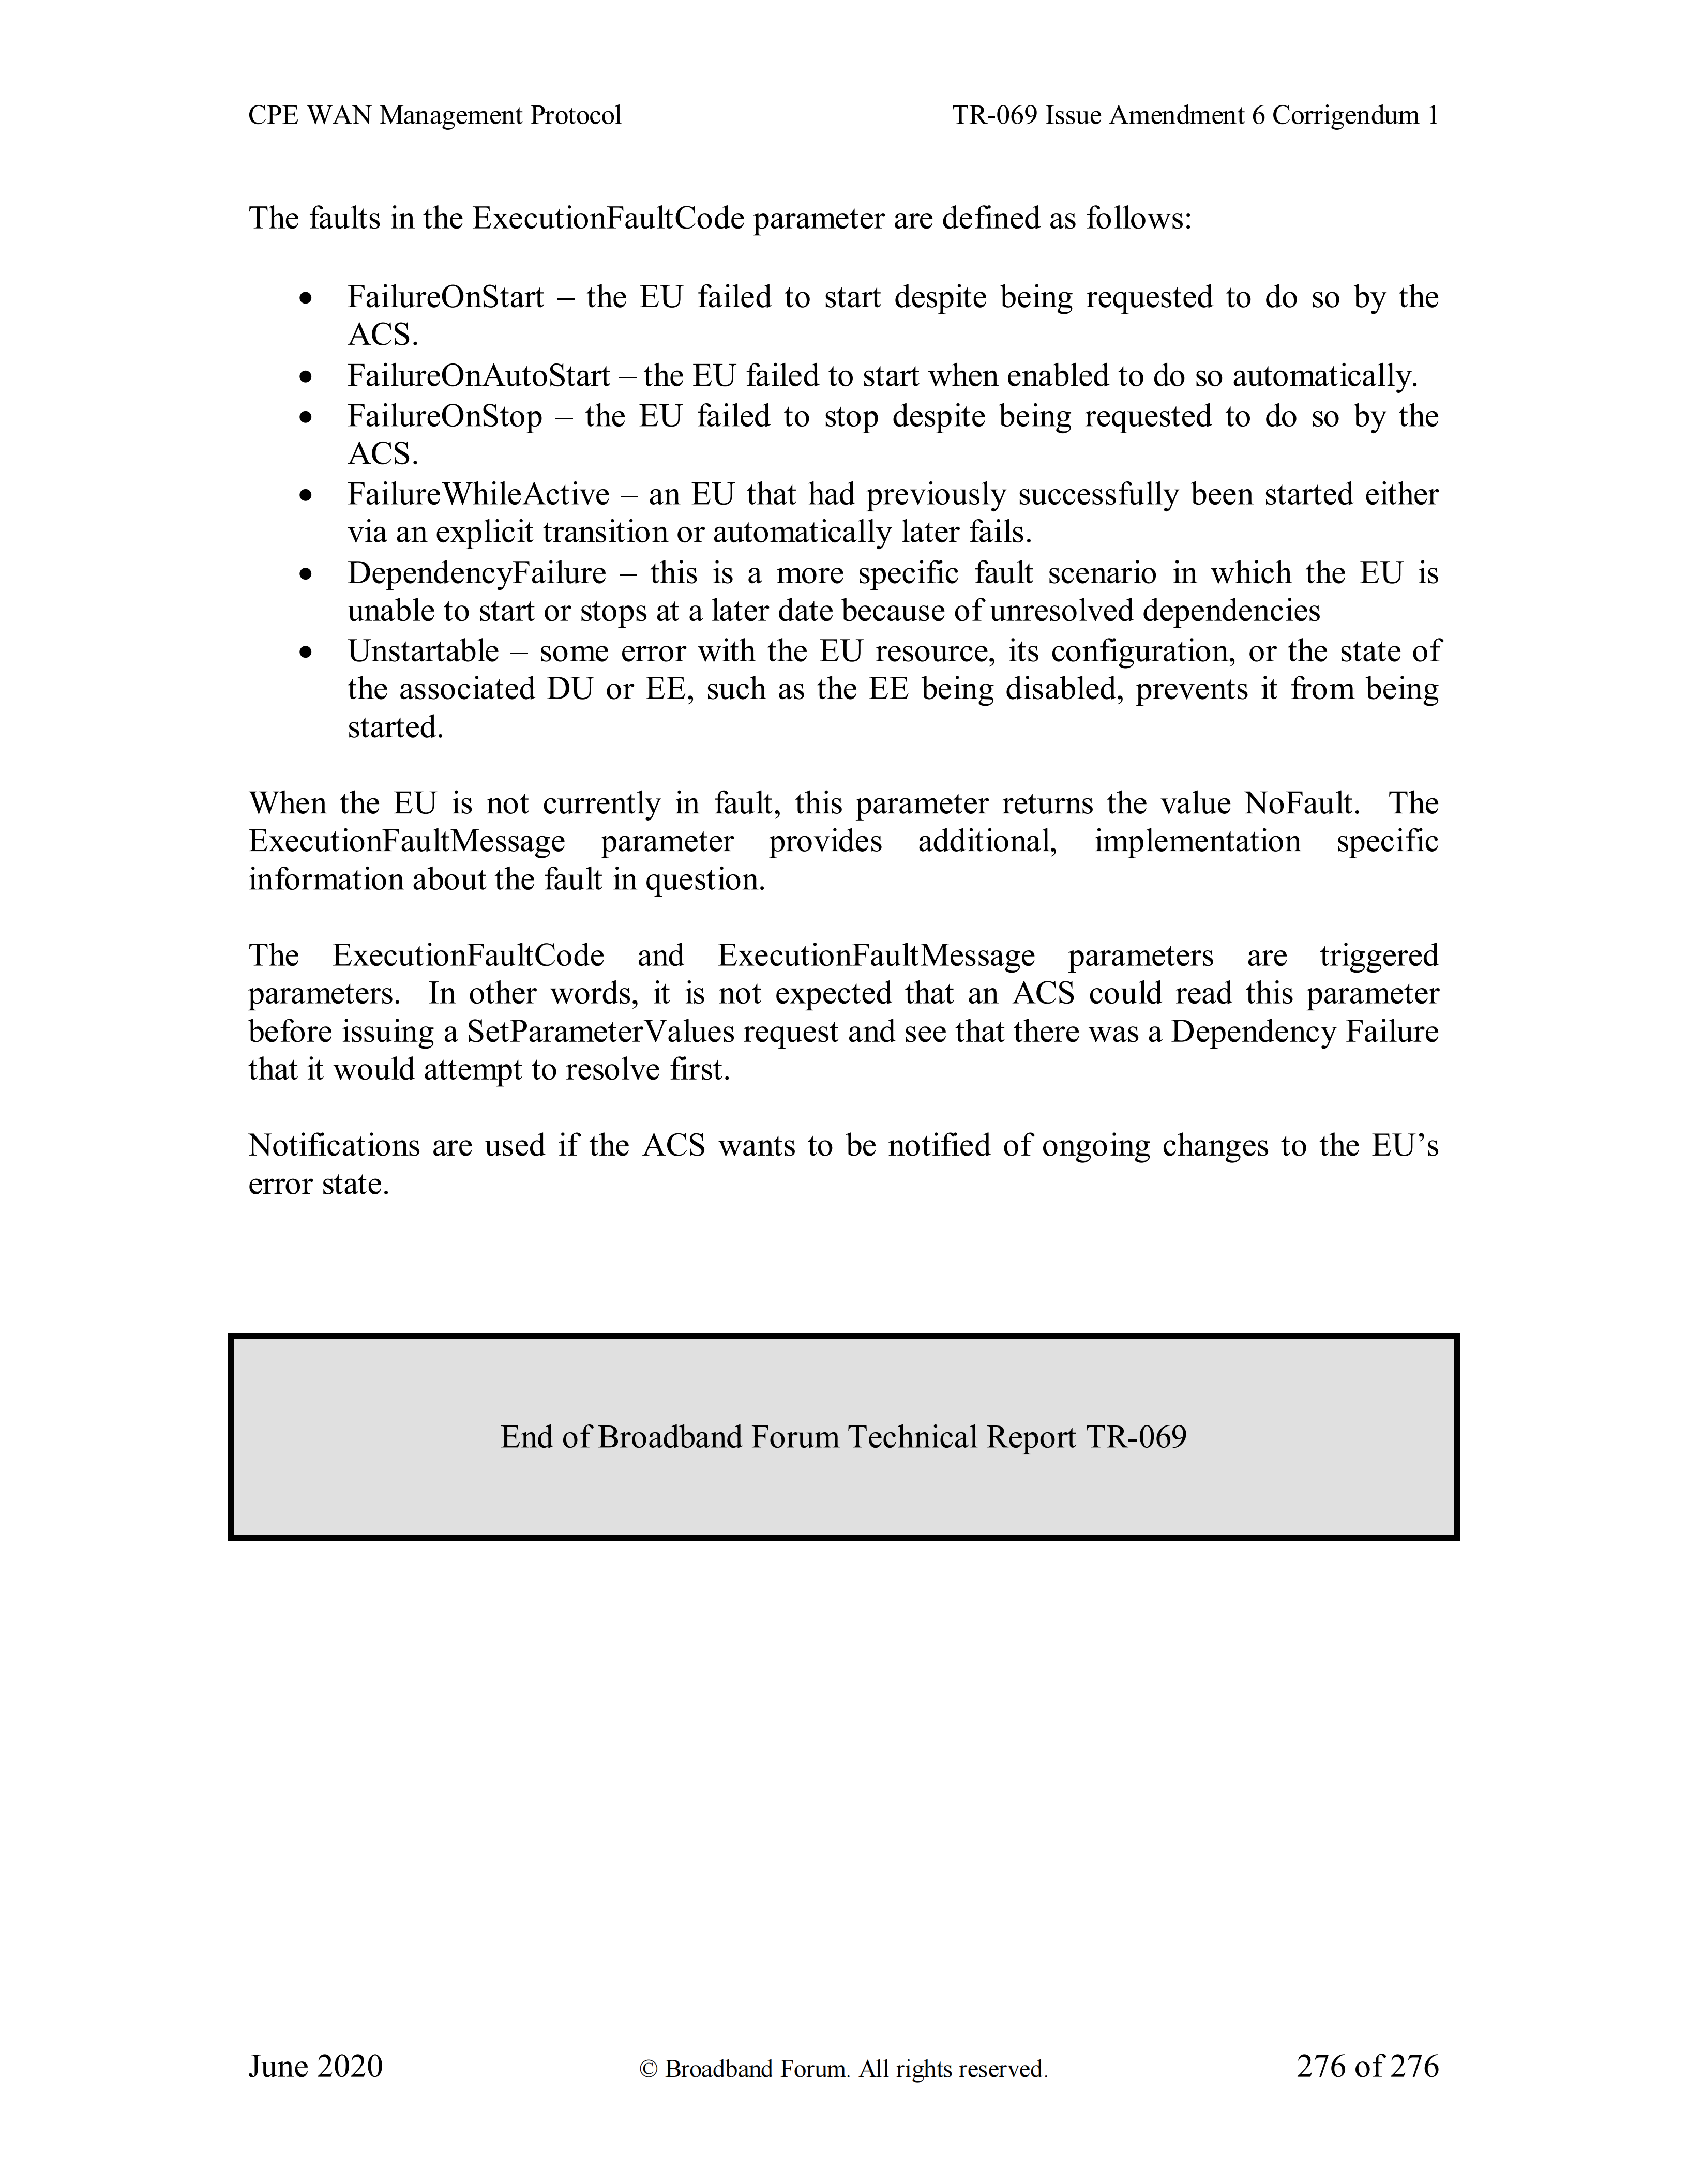 CPE WAN Management Protocol TR-069 Issue Amendment 6 Corrigendum 1
The faults in the ExecutionFaultCode parameter are defined as follows:
• FailureOnStart – the EU failed to start despite being requested to do so by the
ACS.
• FailureOnAutoStart – the EU failed to start when enabled to do so automatically.
• FailureOnStop – the EU failed to stop despite being requested to do so by the
ACS.
• FailureWhileActive – an EU that had previously successfully been started either
via an explicit transition or automatically later fails.
• DependencyFailure – this is a more specific fault scenario in which the EU is
unable to start or stops at a later date because of unresolved dependencies
• Unstartable – some error with the EU resource, its configuration, or the state of
the associated DU or EE, such as the EE being disabled, prevents it from being
started.
When the EU is not currently in fault, this parameter returns the value NoFault. The
ExecutionFaultMessage parameter provides additional, implementation specific
information about the fault in question.
The ExecutionFaultCode and ExecutionFaultMessage parameters are triggered
parameters. In other words, it is not expected that an ACS could read this parameter
before issuing a SetParameterValues request and see that there was a Dependency Failure
that it would attempt to resolve first.
Notifications are used if the ACS wants to be notified of ongoing changes to the EU’s
error state.
End of Broadband Forum Technical Report TR-069
June 2020 © Broadband Forum. All rights reserved. 276 of 276